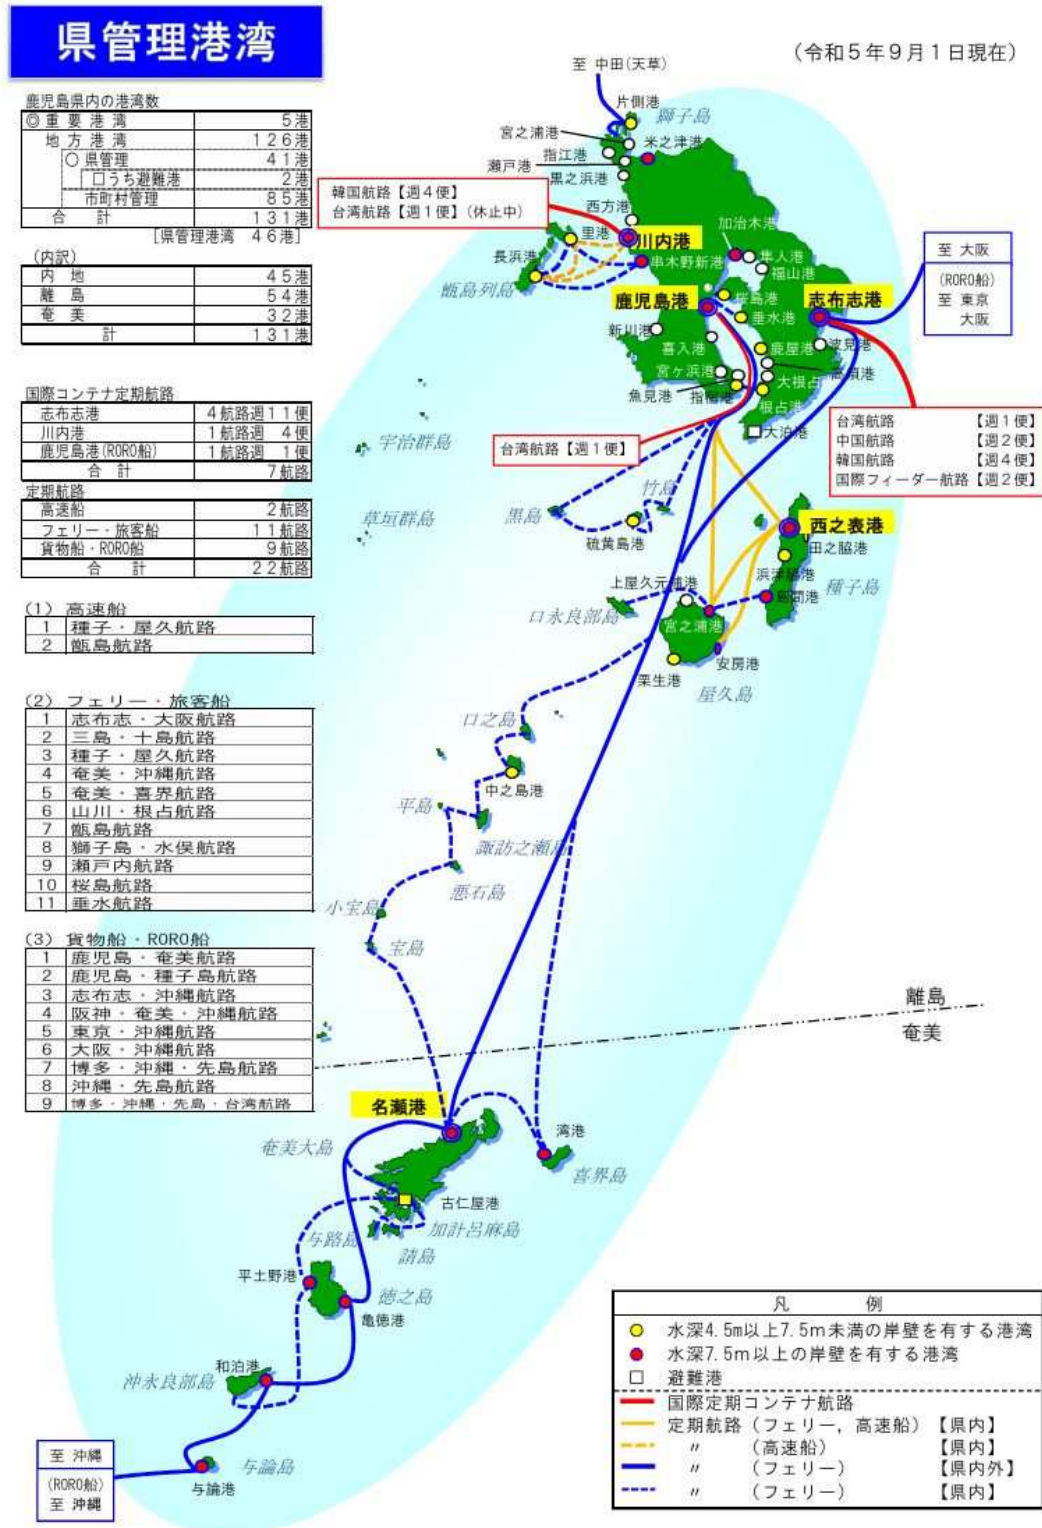 県管理港湾
(令和5年9月1日現在)
鹿児島県内の港湾数
◎重要港湾 5港
地方港湾 126港
○県管理 41港
□うち避難港 2港
市町村管理 85港
合計 131港
[県管理港湾 46港]
(内訳)
内地 45港
離島 54港
奄美 32港
計 131港
国際コンテナ定期航路
志布志港 4航路週11便
川内港 1航路週 4便
鹿児島港(RORO船) 1航路週 1便
合計 7航路
定期航路
高速船 2航路
フェリー・旅客船 11航路
貨物船・RORO船 9航路
合計 22航路
(1) 高速船
1 種子・屋久航路
2 甑島航路
(2) フェリー・旅客船
1 志布志・大阪航路
2 三島・十島航路
3 種子・屋久航路
4 奄美・沖縄航路
5 奄美・喜界航路
6 山川・根占航路
7 甑島航路
8 獅子島・水俣航路
9 瀬戸内航路
10 桜島航路
11 垂水航路
(3) 貨物船・RORO船
1 鹿児島・奄美航路
2 鹿児島・種子島航路
3 志布志・沖縄航路
4 阪神・奄美・沖縄航路
5 東京・沖縄航路
6 大阪・沖縄航路
7 博多・沖縄・先島航路
8 沖縄・先島航路
9 博多・沖縄・先島・台湾航路
至 中田(天草)
片側港
獅子島
宮之浦港
米之津港
指江港
瀬戸港
黒之浜港
韓国航路【週4便】
台湾航路【週1便】(休止中)
西方港
加治木港
里港
川内港
長浜港
串木野新港
隼人港
福山港
甑島列島
至 大阪
(RORO船)
至 東京
大阪
鹿児島港
桜島港
志布志港
垂水港
新川港
喜入港
鹿屋港
波見港
宮ヶ浜港
高須港
大根占
魚見港
指宿港
根占港
大泊港
台湾航路【週1便】
台湾航路 【週1便】
中国航路 【週2便】
韓国航路 【週4便】
国際フィーダー航路【週2便】
宇治群島
草垣群島
黒島
竹島
硫黄島港
西之表港
田之脇港
浜津脇港
種子島
島間港
上屋久元浦港
口永良部島
宮之浦港
安房港
栗生港
屋久島
口之島
中之島港
平島
諏訪之瀬島
悪石島
小宝島
宝島
離島
奄美
名瀬港
奄美大島
湾港
喜界島
古仁屋港
加計呂麻島
与路島
請島
平土野港
徳之島
亀徳港
和泊港
沖永良部島
至 沖縄
(RORO船)
至 沖縄
与論島
与論港
凡例
水深4.5m以上7.5m未満の岸壁を有する港湾
水深7.5m以上の岸壁を有する港湾
避難港
国際定期コンテナ航路
定期航路(フェリー,高速船)【県内】
〃 (高速船) 【県内】
〃 (フェリー) 【県内外】
〃 (フェリー) 【県内】